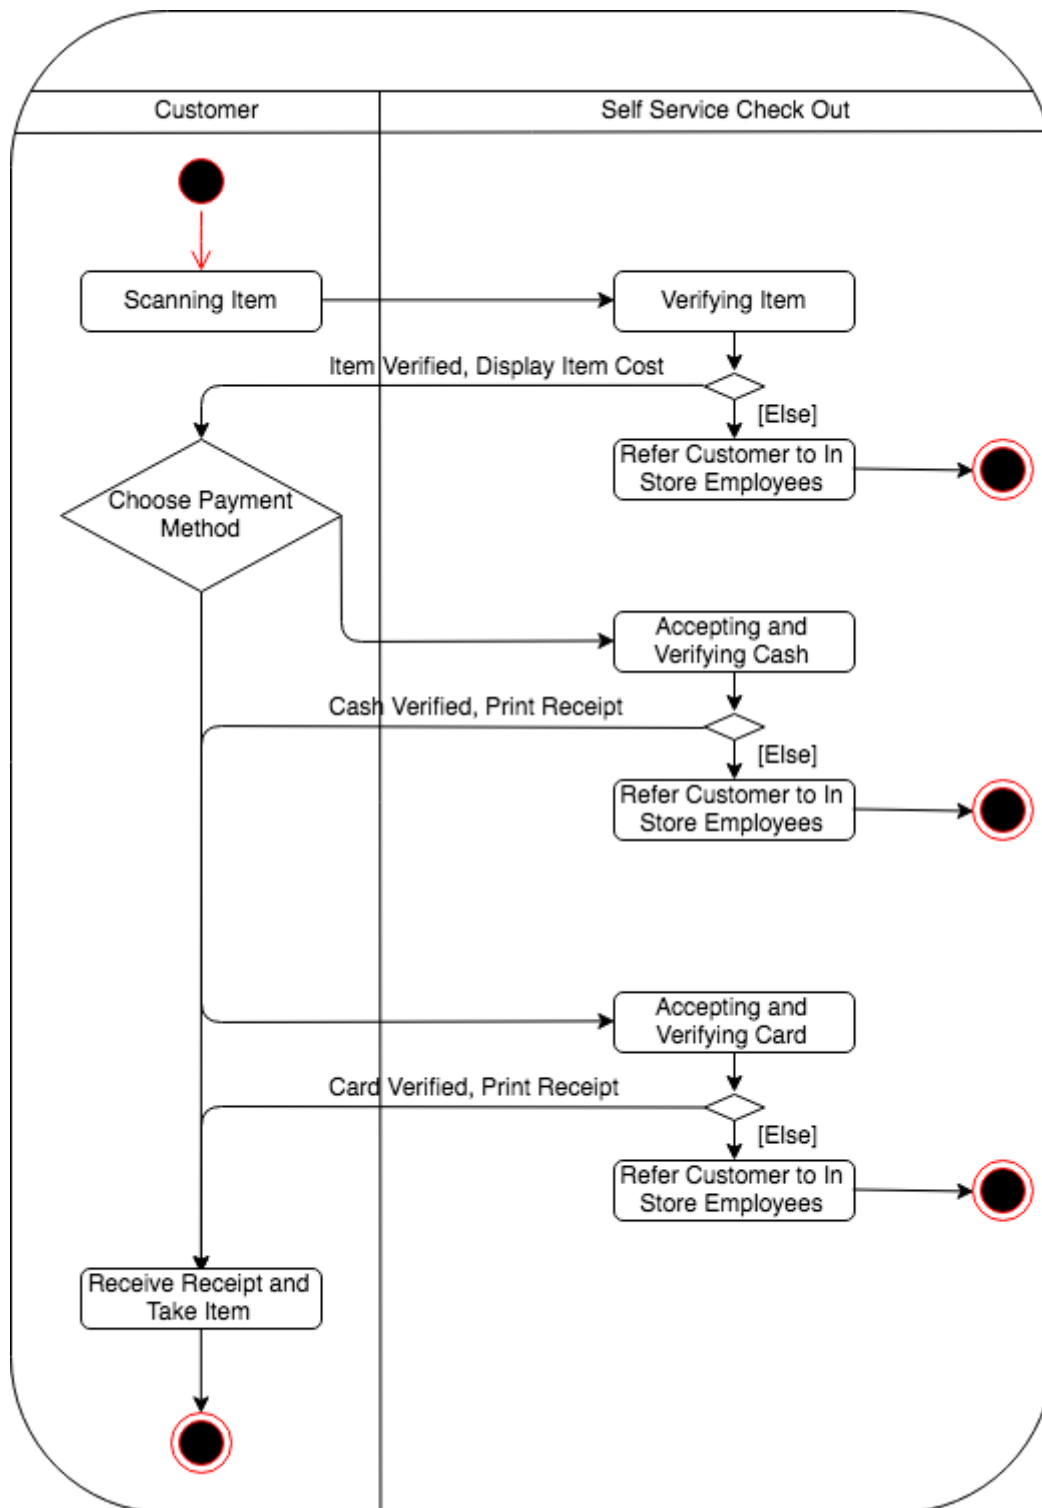 Customer
Self Service Check Out
Scanning Item
Verifying Item
Item Verified, Display Item Cost
[Else]
Refer Customer to In
Store Employees
Choose Payment
Method
Accepting and
Verifying Cash
Cash Verified, Print Receipt
[Else]
Refer Customer to In
Store Employees
Accepting and
Verifying Card
Card Verified, Print Receipt
[Else]
Refer Customer to In
Store Employees
Receive Receipt and
Take Item